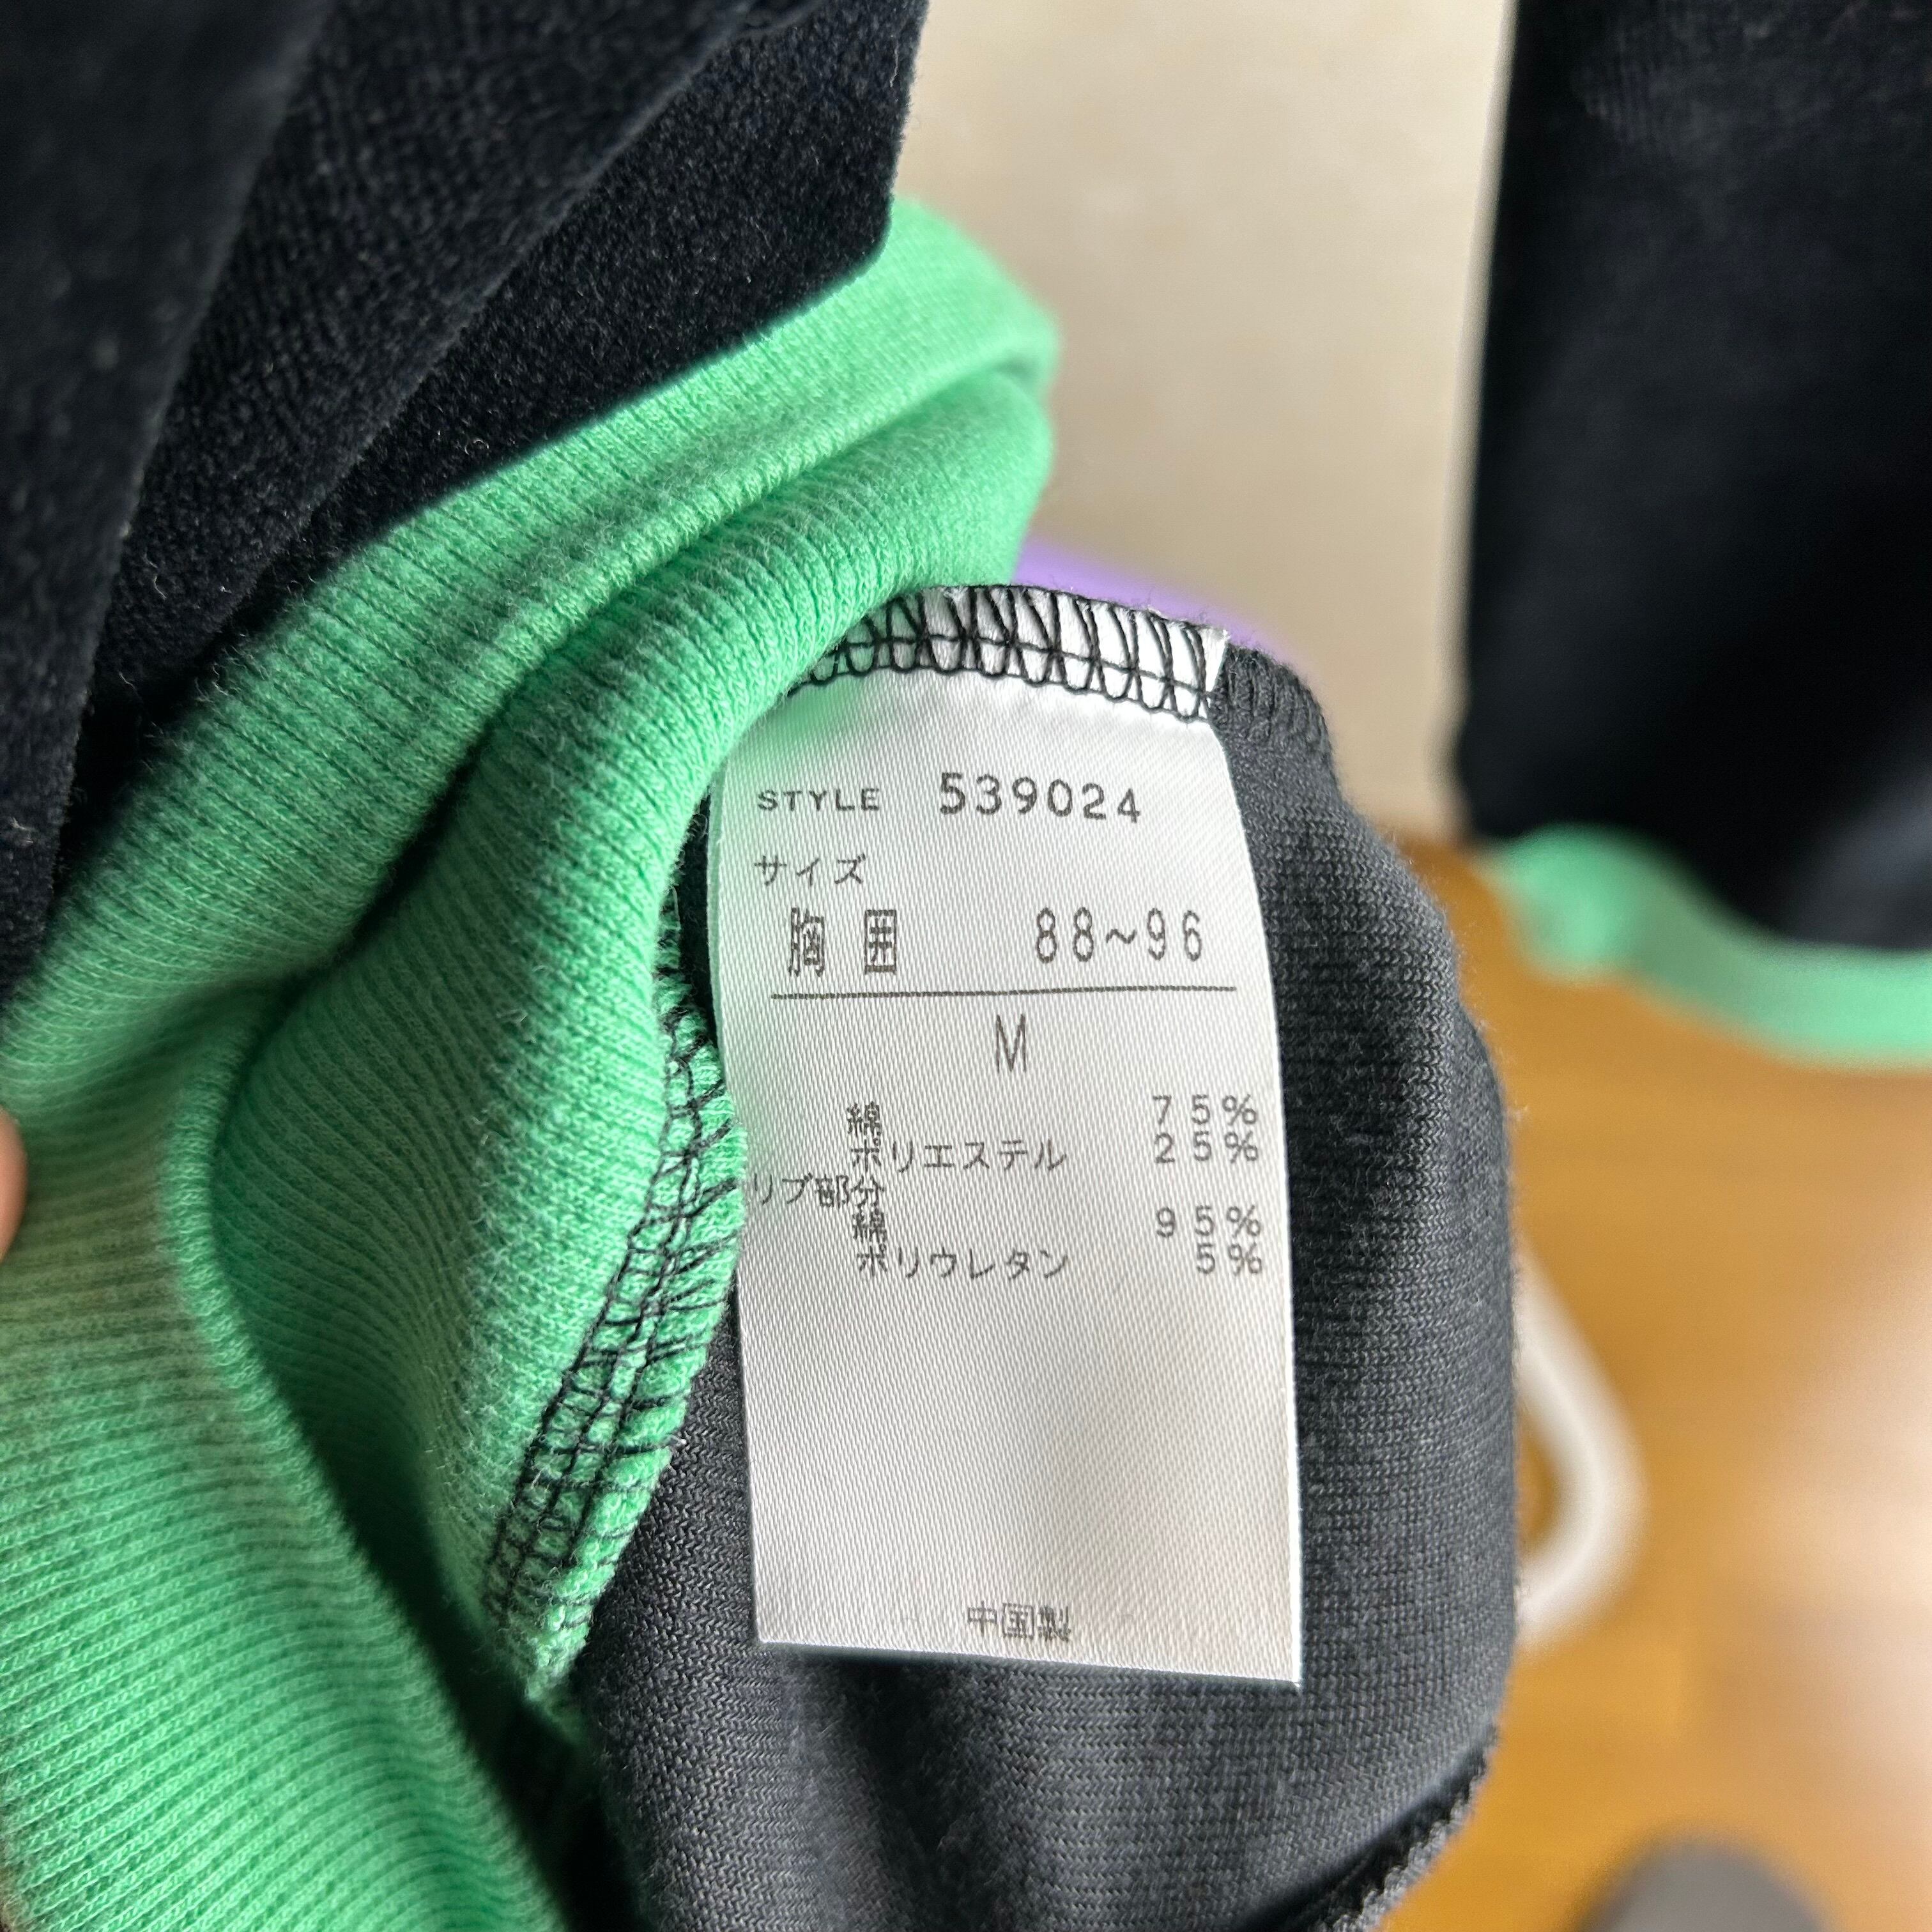 STYLE 539024
サイズ
胸囲 88~96
M
綿 75%
ポリエステル 25%
リブ部分
綿 95%
ポリウレタン 5%
中国製